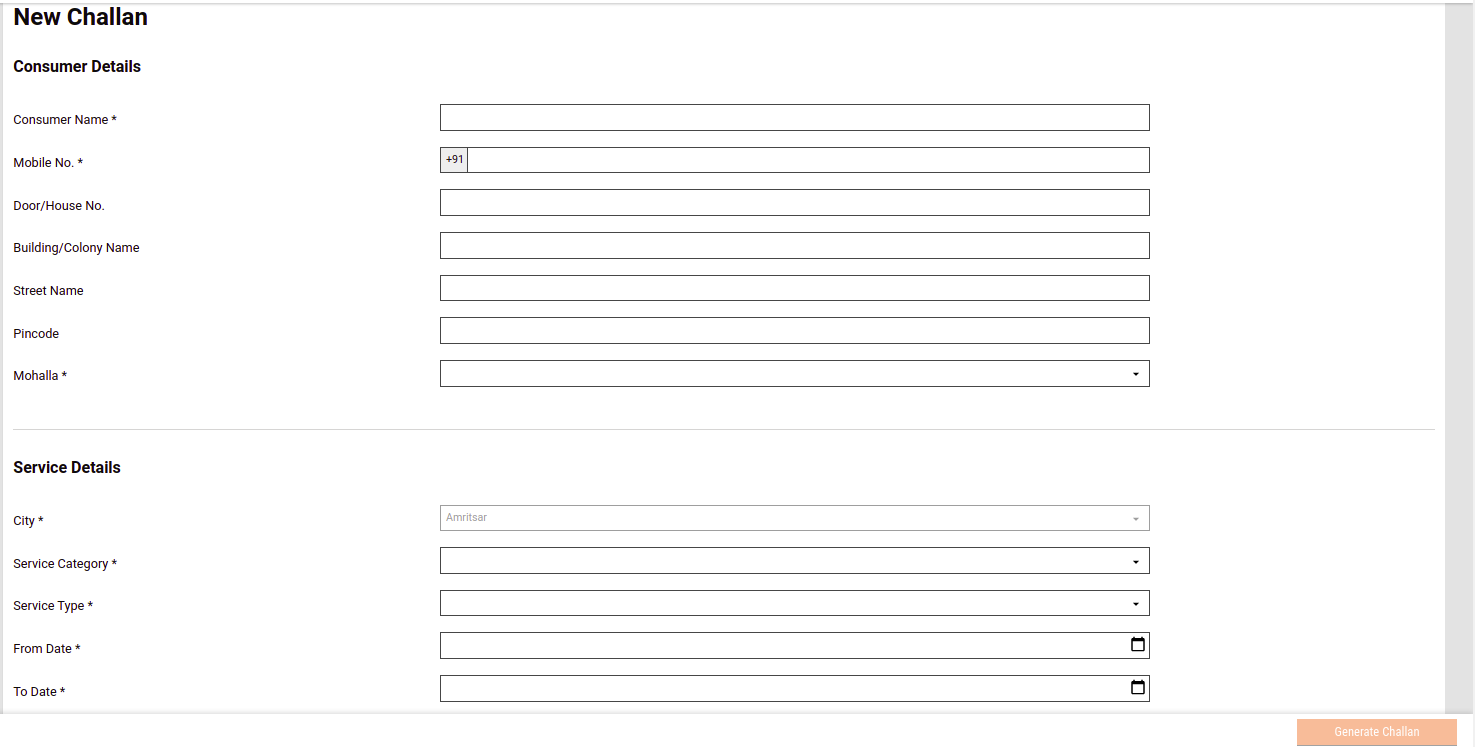 New Challan
Consumer Details
Consumer Name *
Mobile No. *
+91
Door/House No.
Building/Colony Name
Street Name
Pincode
Mohalla *
Service Details
City *
Amritsar
Service Category *
Service Type *
From Date *
To Date *
Generate Challan